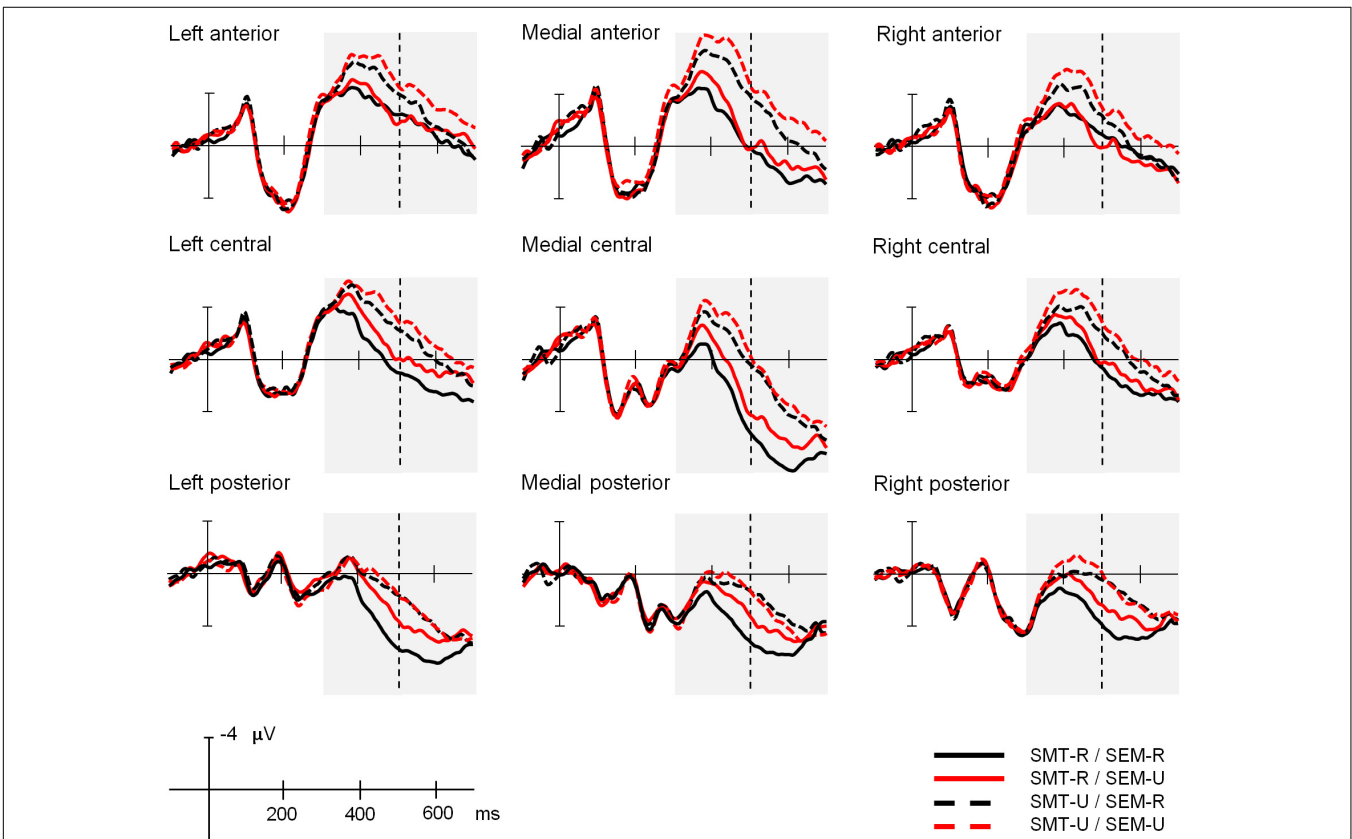 Left anterior
Medial anterior
Right anterior
Left central
Medial central
Right central
Left posterior
Medial posterior
Right posterior
-4 µV
200 400 600 ms
SMT-R / SEM-R
SMT-R / SEM-U
SMT-U / SEM-R
SMT-U / SEM-U